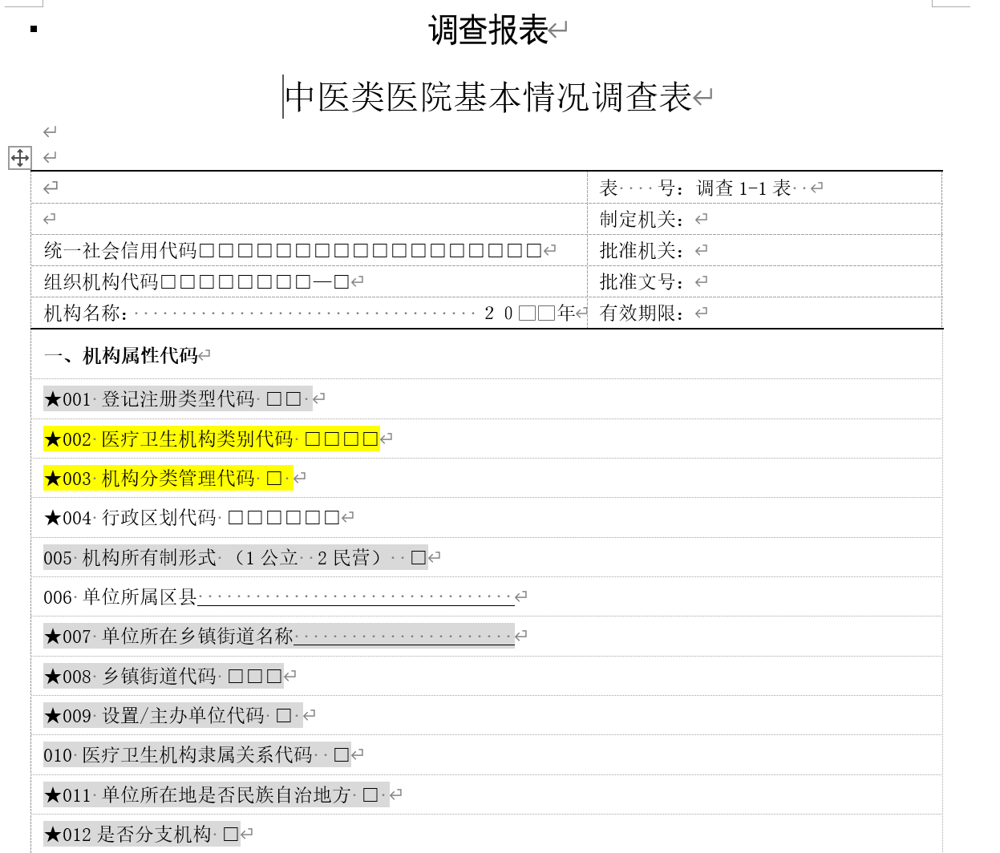 调查报表
中医类医院基本情况调查表
表    号：调查 1-1 表
制定机关：
统一社会信用代码□□□□□□□□□□□□□□□□□□ 批准机关：
组织机构代码□□□□□□□□—□ 批准文号：
机构名称： 20□□年 有效期限：
一、机构属性代码
★001 登记注册类型代码 □□
★002 医疗卫生机构类别代码 □□□□
★003 机构分类管理代码 □
★004 行政区划代码 □□□□□□
005 机构所有制形式 （1 公立  2 民营）  □
006 单位所属区县
★007 单位所在乡镇街道名称
★008 乡镇街道代码 □□□
★009 设置/主办单位代码 □
010 医疗卫生机构隶属关系代码  □
★011 单位所在地是否民族自治地方 □
★012 是否分支机构 □